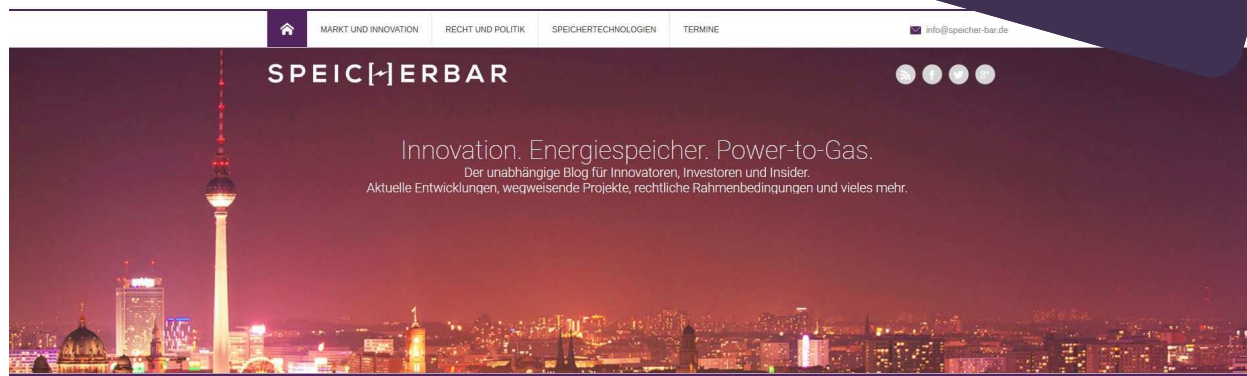 MARKT UND INNOVATION
RECHT UND POLITIK
SPEICHERTECHNOLOGIEN
TERMINE
info@speicher-bar.de
SPEIC[H]ERBAR
Innovation. Energiespeicher. Power-to-Gas.
Der unabhängige Blog für Innovatoren, Investoren und Insider.
Aktuelle Entwicklungen, wegweisende Projekte, rechtliche Rahmenbedingungen und vieles mehr.